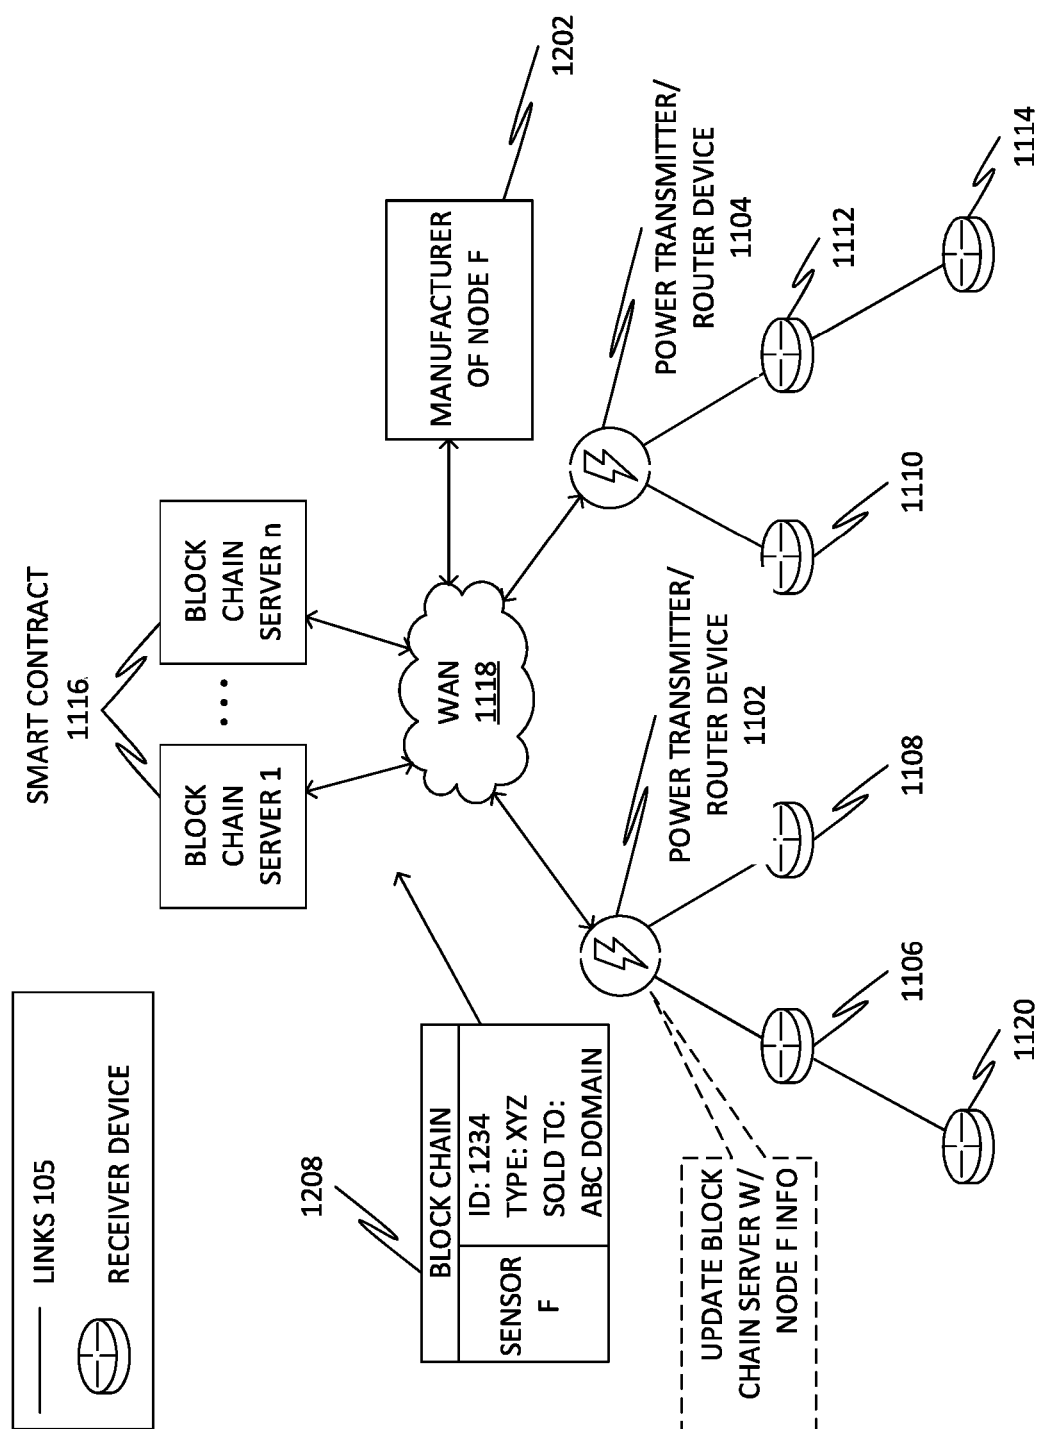 LINKS 105
RECEIVER DEVICE
SMART CONTRACT
1116
BLOCK
CHAIN
SERVER 1
...
BLOCK
CHAIN
SERVER n
1208
BLOCK CHAIN
SENSOR
F
ID: 1234
TYPE: XYZ
SOLD TO:
ABC DOMAIN
WAN
1118
MANUFACTURER
OF NODE F
1202
UPDATE BLOCK
CHAIN SERVER W/
NODE F INFO
POWER TRANSMITTER/
ROUTER DEVICE
1102
POWER TRANSMITTER/
ROUTER DEVICE
1104
1106
1108
1110
1112
1120
1114